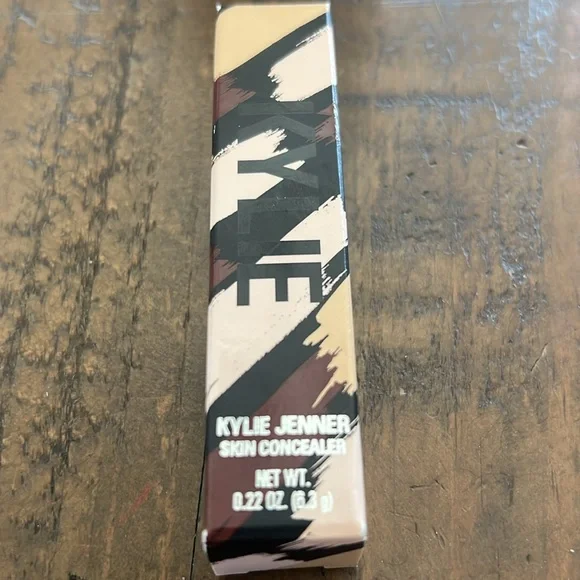 KYLIE
KYLIE JENNER
SKIN CONCEALER
NET WT.
0.22 OZ. (6.3 g)